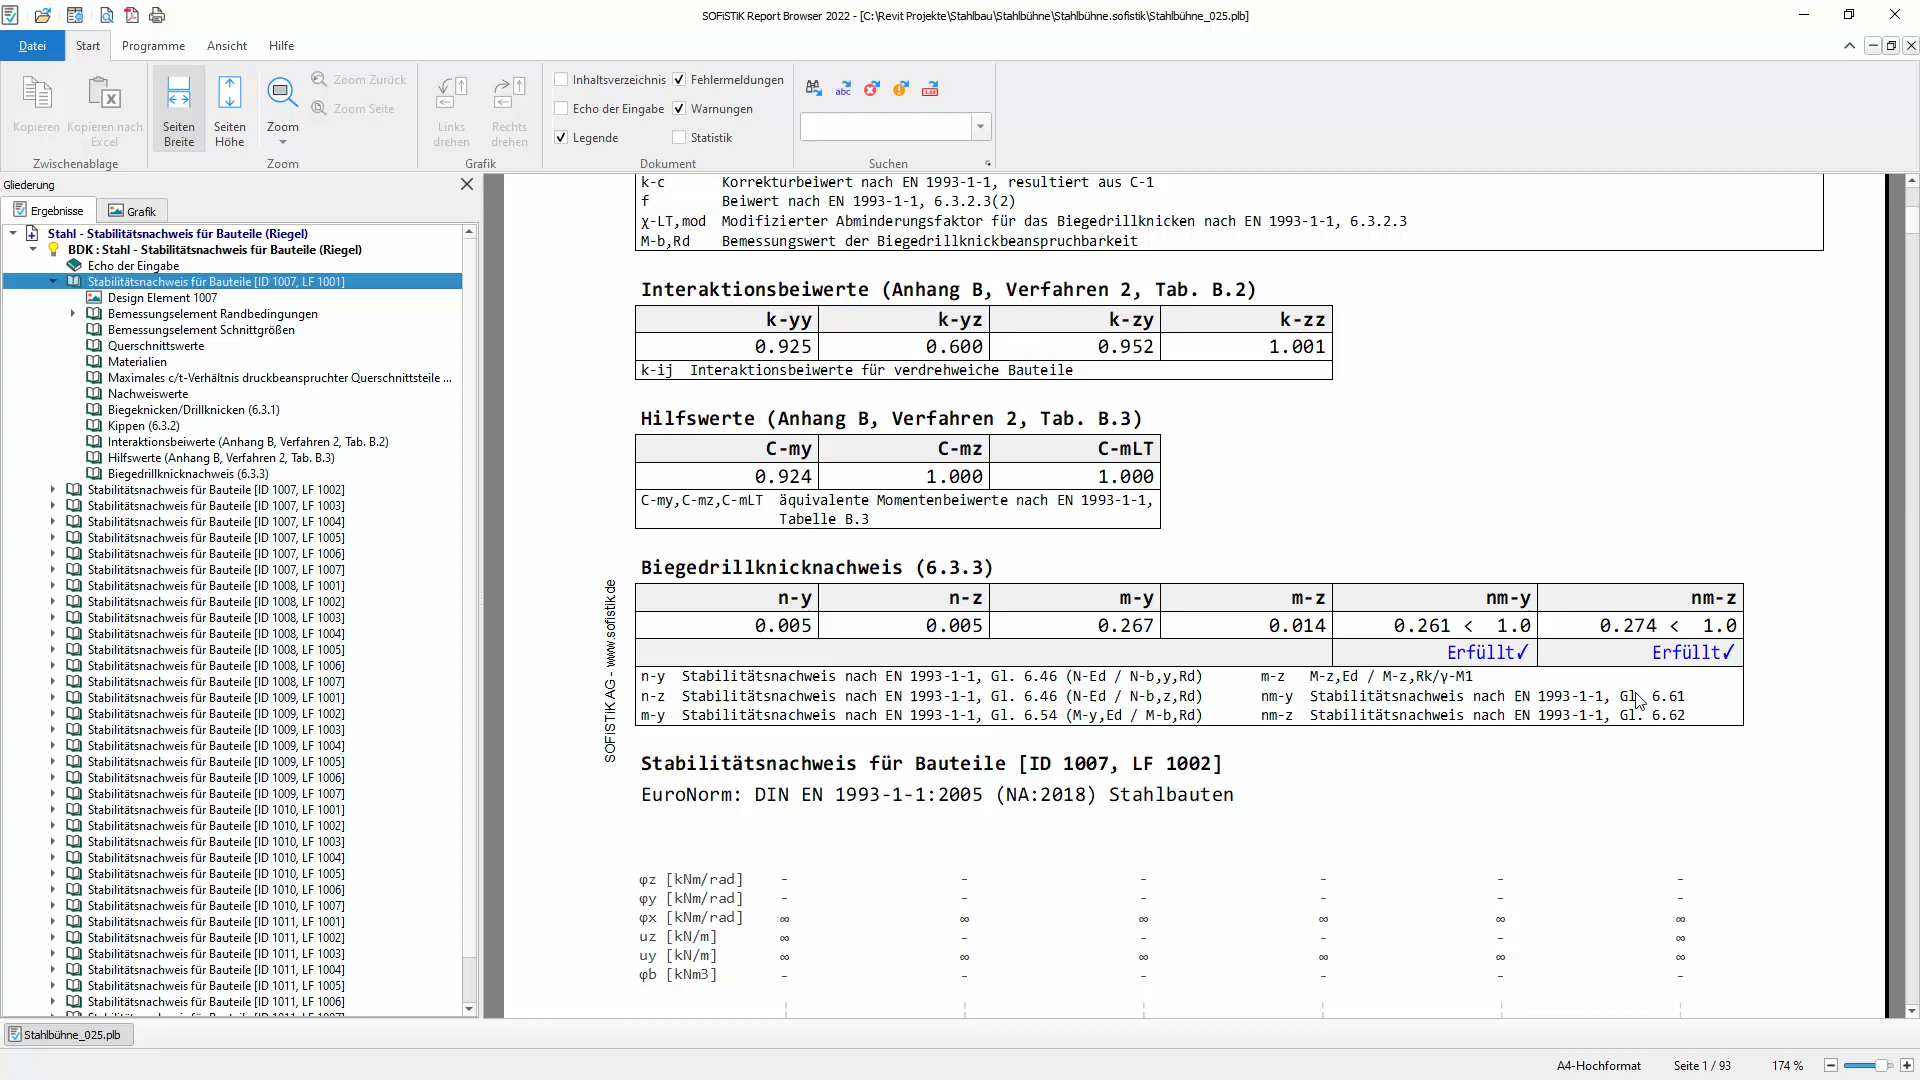 SOFiSTiK Report Browser 2022 - [C:\Revit Projekte\Stahlbau\Stahlbühne\Stahlbühne.sofistik\Stahlbühne_025.plb]
Datei
Start
Programme
Ansicht
Hilfe
Kopieren
Kopieren nach Excel
Zwischenablage
Seiten Breite
Seiten Höhe
Zoom
Zoom Zurück
Zoom Seite
Zoom
Links drehen
Rechts drehen
Grafik
Inhaltsverzeichnis
Fehlermeldungen
Echo der Eingabe
Warnungen
Legende
Statistik
Dokument
abc
Suchen
Gliederung
Ergebnisse
Grafik
Stahl - Stabilitätsnachweis für Bauteile (Riegel)
BDK : Stahl - Stabilitätsnachweis für Bauteile (Riegel)
Echo der Eingabe
Stabilitätsnachweis für Bauteile [ID 1007, LF 1001]
Design Element 1007
Bemessungselement Randbedingungen
Bemessungselement Schnittgrößen
Querschnittswerte
Materialien
Maximales c/t-Verhältnis druckbeanspruchter Querschnittsteile ...
Nachweiswerte
Biegeknicken/Drillknicken (6.3.1)
Kippen (6.3.2)
Interaktionsbeiwerte (Anhang B, Verfahren 2, Tab. B.2)
Hilfswerte (Anhang B, Verfahren 2, Tab. B.3)
Biegedrillknicknachweis (6.3.3)
Stabilitätsnachweis für Bauteile [ID 1007, LF 1002]
Stabilitätsnachweis für Bauteile [ID 1007, LF 1003]
Stabilitätsnachweis für Bauteile [ID 1007, LF 1004]
Stabilitätsnachweis für Bauteile [ID 1007, LF 1005]
Stabilitätsnachweis für Bauteile [ID 1007, LF 1006]
Stabilitätsnachweis für Bauteile [ID 1007, LF 1007]
Stabilitätsnachweis für Bauteile [ID 1008, LF 1001]
Stabilitätsnachweis für Bauteile [ID 1008, LF 1002]
Stabilitätsnachweis für Bauteile [ID 1008, LF 1003]
Stabilitätsnachweis für Bauteile [ID 1008, LF 1004]
Stabilitätsnachweis für Bauteile [ID 1008, LF 1005]
Stabilitätsnachweis für Bauteile [ID 1008, LF 1006]
Stabilitätsnachweis für Bauteile [ID 1008, LF 1007]
Stabilitätsnachweis für Bauteile [ID 1009, LF 1001]
Stabilitätsnachweis für Bauteile [ID 1009, LF 1002]
Stabilitätsnachweis für Bauteile [ID 1009, LF 1003]
Stabilitätsnachweis für Bauteile [ID 1009, LF 1004]
Stabilitätsnachweis für Bauteile [ID 1009, LF 1005]
Stabilitätsnachweis für Bauteile [ID 1009, LF 1006]
Stabilitätsnachweis für Bauteile [ID 1009, LF 1007]
Stabilitätsnachweis für Bauteile [ID 1010, LF 1001]
Stabilitätsnachweis für Bauteile [ID 1010, LF 1002]
Stabilitätsnachweis für Bauteile [ID 1010, LF 1003]
Stabilitätsnachweis für Bauteile [ID 1010, LF 1004]
Stabilitätsnachweis für Bauteile [ID 1010, LF 1005]
Stabilitätsnachweis für Bauteile [ID 1010, LF 1006]
Stabilitätsnachweis für Bauteile [ID 1010, LF 1007]
Stabilitätsnachweis für Bauteile [ID 1011, LF 1001]
Stabilitätsnachweis für Bauteile [ID 1011, LF 1002]
Stabilitätsnachweis für Bauteile [ID 1011, LF 1003]
Stabilitätsnachweis für Bauteile [ID 1011, LF 1004]
Stabilitätsnachweis für Bauteile [ID 1011, LF 1005]
Stabilitätsnachweis für Bauteile [ID 1011, LF 1006]
Stabilitätsnachweis für Bauteile [ID 1011, LF 1007]
k-c Korrekturbeiwert nach EN 1993-1-1, resultiert aus C-1
f Beiwert nach EN 1993-1-1, 6.3.2.3(2)
χ-LT,mod Modifizierter Abminderungsfaktor für das Biegedrillknicken nach EN 1993-1-1, 6.3.2.3
M-b,Rd Bemessungswert der Biegedrillknickbeanspruchbarkeit
Interaktionsbeiwerte (Anhang B, Verfahren 2, Tab. B.2)
k-yy k-yz k-zy k-zz
0.925 0.600 0.952 1.001
k-ij Interaktionsbeiwerte für verdrehweiche Bauteile
Hilfswerte (Anhang B, Verfahren 2, Tab. B.3)
C-my C-mz C-mLT
0.924 1.000 1.000
C-my,C-mz,C-mLT äquivalente Momentenbeiwerte nach EN 1993-1-1,
Tabelle B.3
Biegedrillknicknachweis (6.3.3)
n-y n-z m-y m-z nm-y nm-z
0.005 0.005 0.267 0.014 0.261 < 1.0 0.274 < 1.0
Erfüllt✓ Erfüllt✓
n-y Stabilitätsnachweis nach EN 1993-1-1, Gl. 6.46 (N-Ed / N-b,y,Rd) m-z M-z,Ed / M-z,Rk/γ-M1
n-z Stabilitätsnachweis nach EN 1993-1-1, Gl. 6.46 (N-Ed / N-b,z,Rd) nm-y Stabilitätsnachweis nach EN 1993-1-1, Gl. 6.61
m-y Stabilitätsnachweis nach EN 1993-1-1, Gl. 6.54 (M-y,Ed / M-b,Rd) nm-z Stabilitätsnachweis nach EN 1993-1-1, Gl. 6.62
SOFiSTiK AG - www.sofistik.de
Stabilitätsnachweis für Bauteile [ID 1007, LF 1002]
EuroNorm: DIN EN 1993-1-1:2005 (NA:2018) Stahlbauten
φz [kNm/rad] - - - - - -
φy [kNm/rad] - - - - - -
φx [kNm/rad] ∞ ∞ ∞ ∞ ∞ ∞
uz [kN/m] ∞ - - - - ∞
uy [kN/m] ∞ ∞ ∞ ∞ ∞ ∞
φb [kNm3] - - - - - -
Stahlbühne_025.plb
A4-Hochformat
Seite 1 / 93
174 %